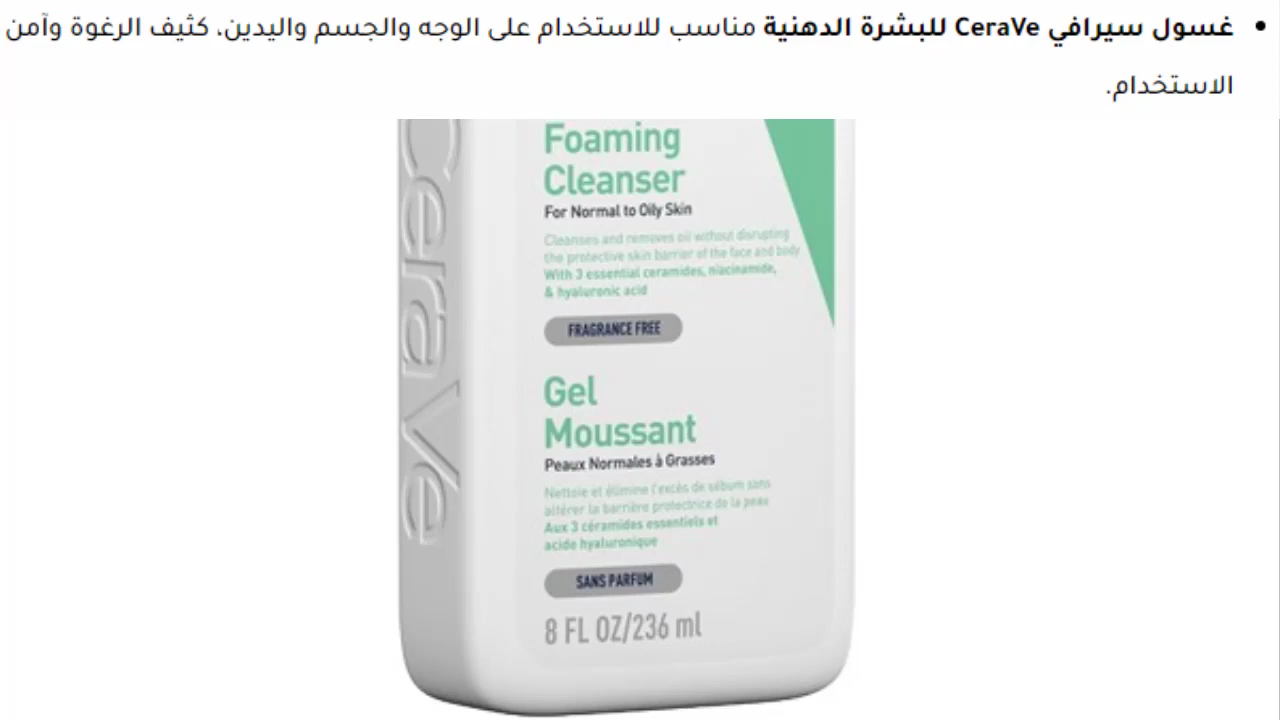 • غسول سيرافي CeraVe للبشرة الدهنية مناسب للاستخدام على الوجه والجسم واليدين، كثيف الرغوة وآمن
الاستخدام.
CeraVe
Foaming
Cleanser
For Normal to Oily Skin
Cleanses and removes oil without disrupting
the protective skin barrier of the face and body
With 3 essential ceramides, niacinamide,
& hyaluronic acid
FRAGRANCE FREE
Gel
Moussant
Peaux Normales à Grasses
Nettoie et élimine l'excès de sébum sans
altérer la barrière protectrice de la peau
Aux 3 céramides essentiels et
acide hyaluronique
SANS PARFUM
8 FL OZ/236 ml